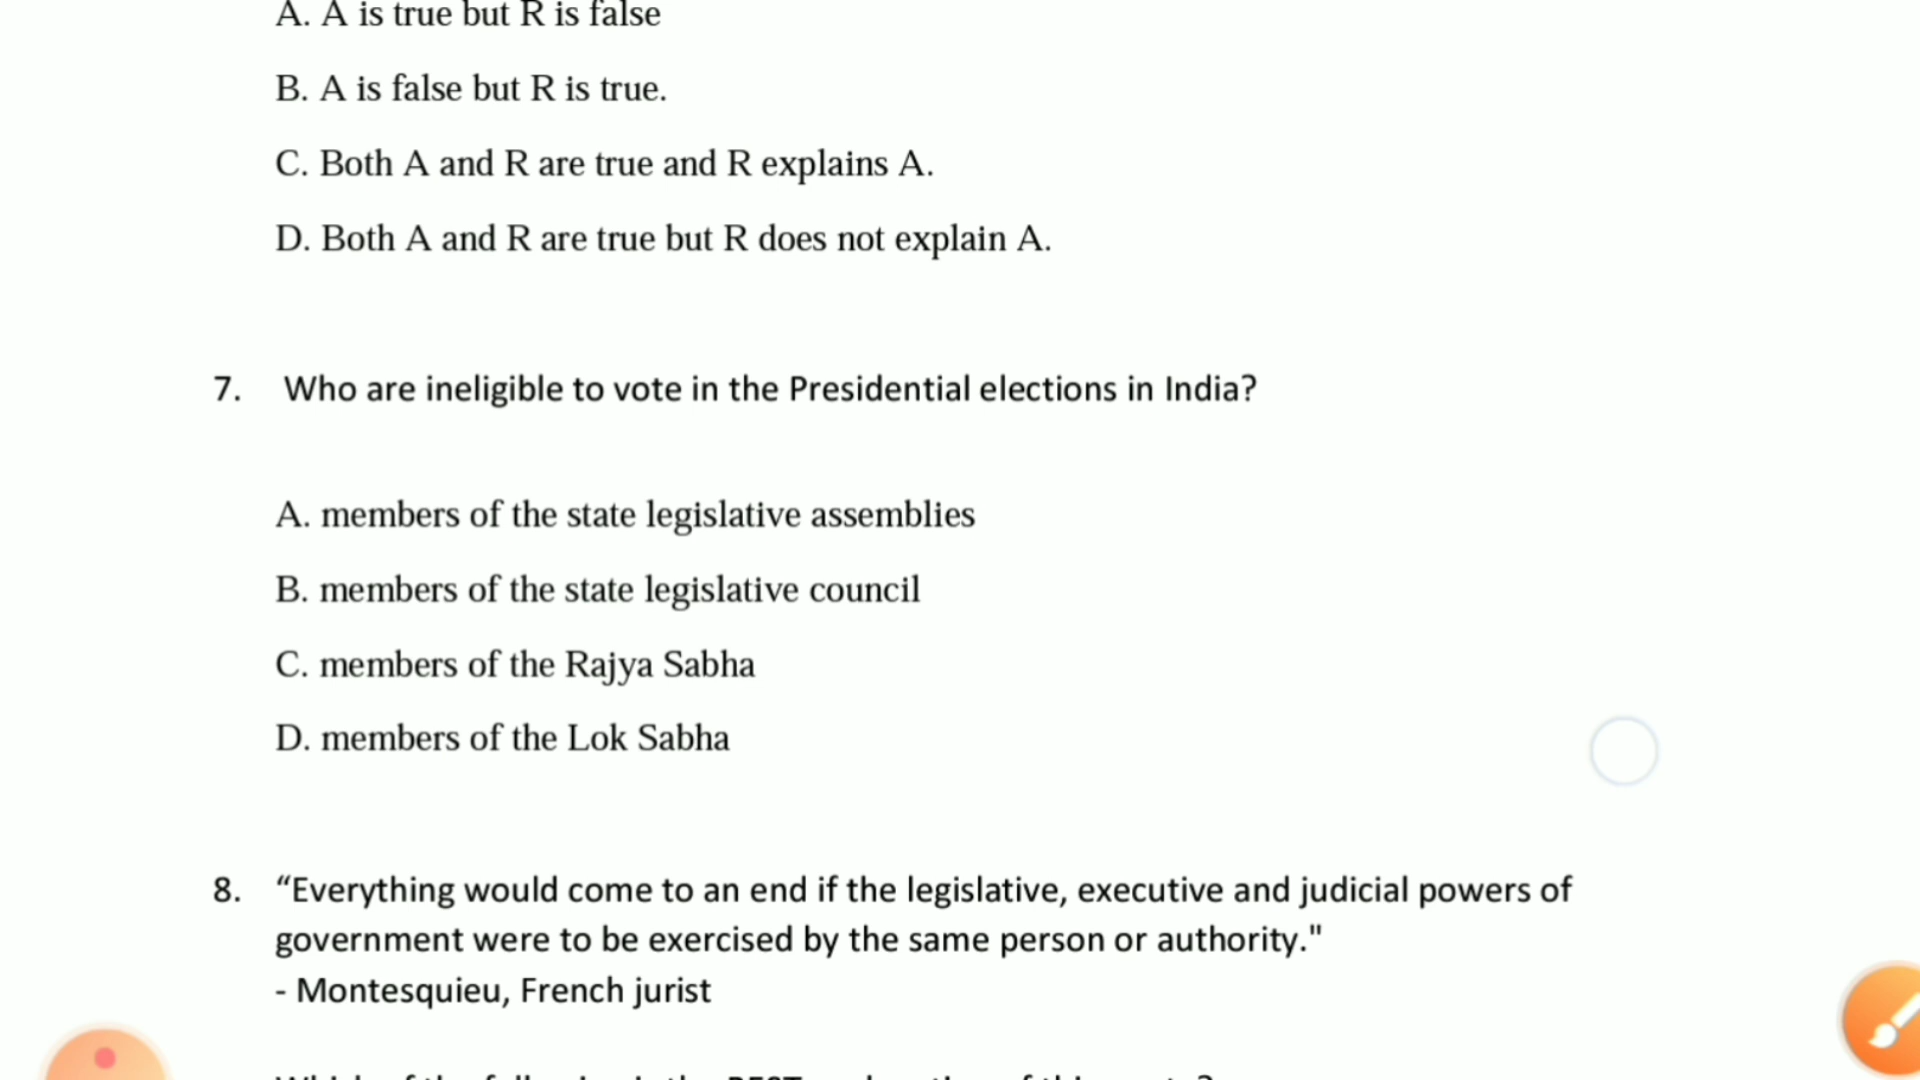 A. A is true but R is false
B. A is false but R is true.
C. Both A and R are true and R explains A.
D. Both A and R are true but R does not explain A.
7. Who are ineligible to vote in the Presidential elections in India?
A. members of the state legislative assemblies
B. members of the state legislative council
C. members of the Rajya Sabha
D. members of the Lok Sabha
8. “Everything would come to an end if the legislative, executive and judicial powers of
government were to be exercised by the same person or authority."
- Montesquieu, French jurist